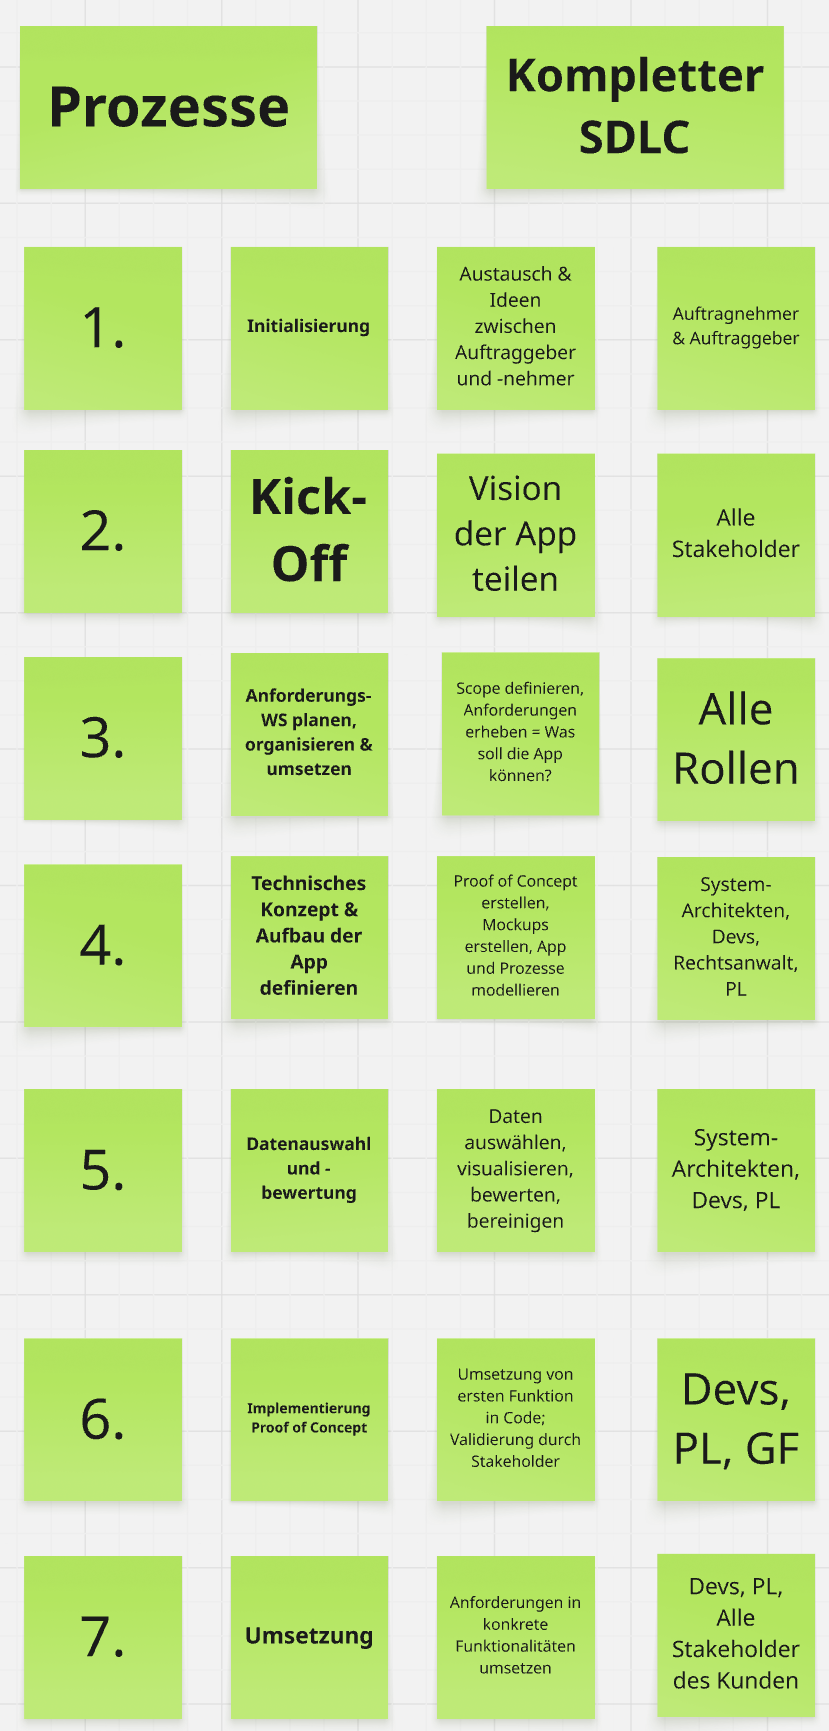 Prozesse
Kompletter
SDLC
1.
Initialisierung
Austausch &
Ideen
zwischen
Auftraggeber
und -nehmer
Auftragnehmer
& Auftraggeber
2.
Kick-
Off
Vision
der App
teilen
Alle
Stakeholder
3.
Anforderungs-
WS planen,
organisieren &
umsetzen
Scope definieren,
Anforderungen
erheben = Was
soll die App
können?
Alle
Rollen
4.
Technisches
Konzept &
Aufbau der
App
definieren
Proof of Concept
erstellen,
Mockups
erstellen, App
und Prozesse
modellieren
System-
Architekten,
Devs,
Rechtsanwalt,
PL
5.
Datenauswahl
und -
bewertung
Daten
auswählen,
visualisieren,
bewerten,
bereinigen
System-
Architekten,
Devs, PL
6.
Implementierung
Proof of Concept
Umsetzung von
ersten Funktion
in Code;
Validierung durch
Stakeholder
Devs,
PL, GF
7.
Umsetzung
Anforderungen in
konkrete
Funktionalitäten
umsetzen
Devs, PL,
Alle
Stakeholder
des Kunden